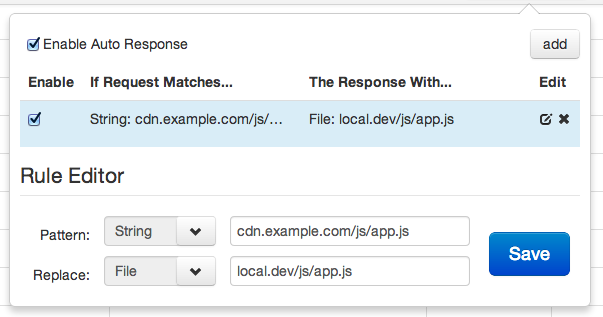 Enable Auto Response
add
Enable If Request Matches... The Response With... Edit
String: cdn.example.com/js/... File: local.dev/js/app.js
Rule Editor
Pattern: String cdn.example.com/js/app.js
Save
Replace: File local.dev/js/app.js